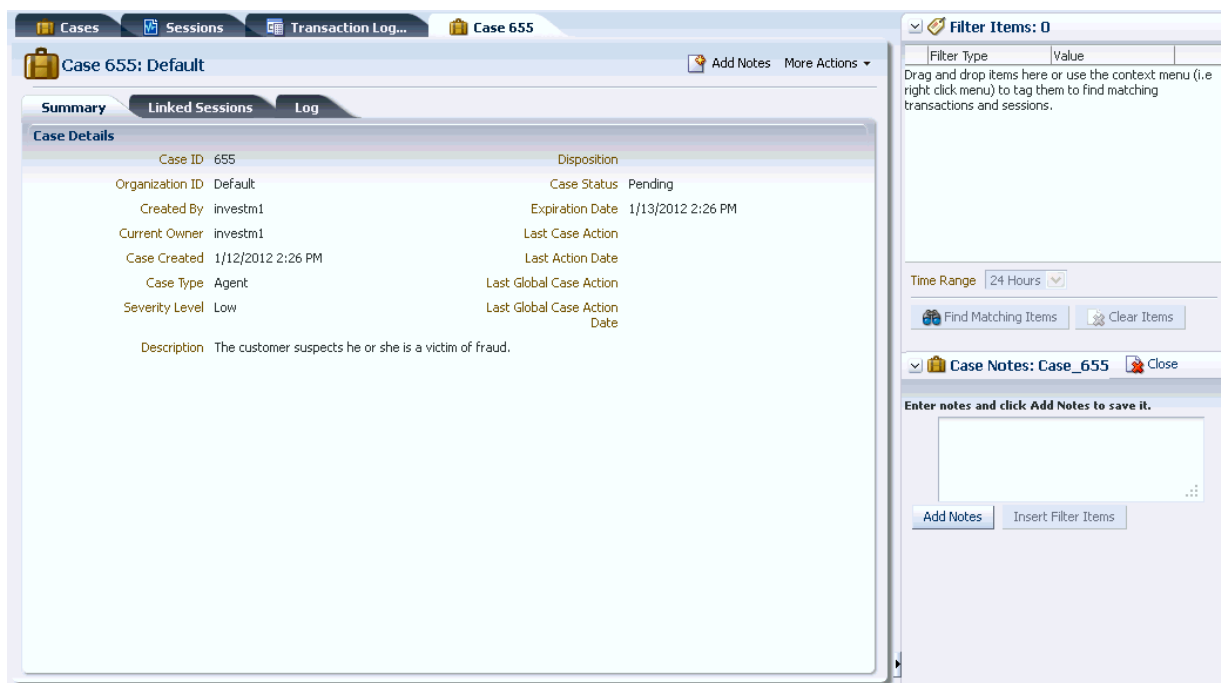 Cases
Sessions
Transaction Log...
Case 655
Case 655: Default
Add Notes
More Actions
Summary
Linked Sessions
Log
Case Details
Case ID 655
Organization ID Default
Created By investm1
Current Owner investm1
Case Created 1/12/2012 2:26 PM
Case Type Agent
Severity Level Low
Description The customer suspects he or she is a victim of fraud.
Disposition
Case Status Pending
Expiration Date 1/13/2012 2:26 PM
Last Case Action
Last Action Date
Last Global Case Action
Last Global Case Action
Date
Filter Items: 0
Filter Type Value
Drag and drop items here or use the context menu (i.e
right click menu) to tag them to find matching
transactions and sessions.
Time Range 24 Hours
Find Matching Items
Clear Items
Case Notes: Case_655
Close
Enter notes and click Add Notes to save it.
Add Notes
Insert Filter Items